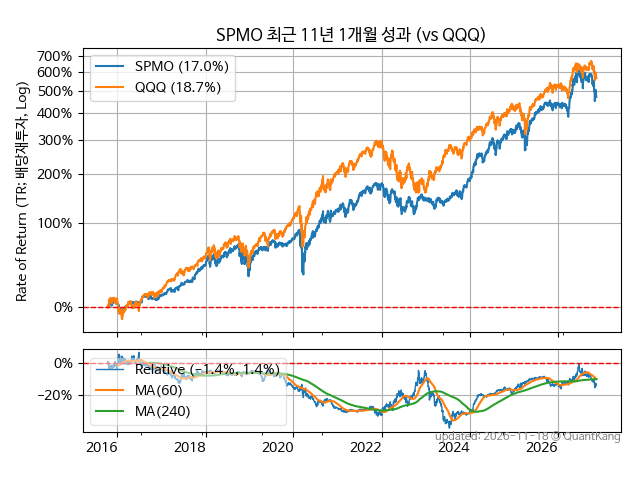 SPMO 최근 11년 1개월 성과 (vs QQQ)
700%
600%
500%
400%
300%
200%
100%
0%
Rate of Return (TR: 배당재투자, Log)
SPMO (17.0%)
QQQ (18.7%)
0%
−20%
Relative (−1.4%, 1.4%)
MA(60)
MA(240)
2016 2018 2020 2022 2024 2026
updated: 2026-11-18 @ QuantKang